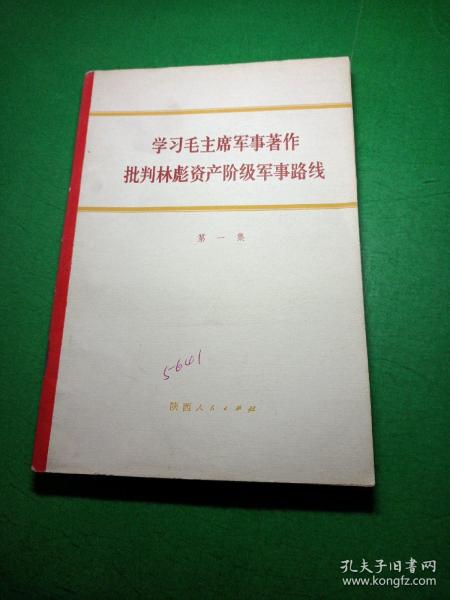 学习毛主席军事著作
批判林彪资产阶级军事路线
第一集
5-641
陕西人民出版社
孔夫子旧书网
www.kongfz.com